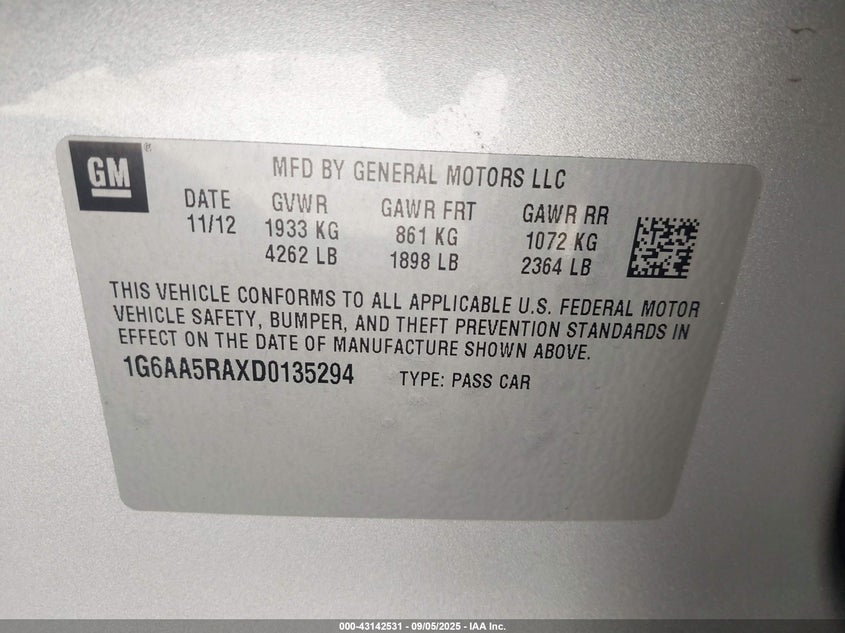 GM®
MFD BY GENERAL MOTORS LLC
DATE GVWR GAWR FRT GAWR RR
11/12 1933 KG 861 KG 1072 KG
4262 LB 1898 LB 2364 LB
THIS VEHICLE CONFORMS TO ALL APPLICABLE U.S. FEDERAL MOTOR
VEHICLE SAFETY, BUMPER, AND THEFT PREVENTION STANDARDS IN
EFFECT ON THE DATE OF MANUFACTURE SHOWN ABOVE.
1G6AA5RAXD0135294 TYPE: PASS CAR
000-43142531 - 09/05/2025 - IAA Inc.